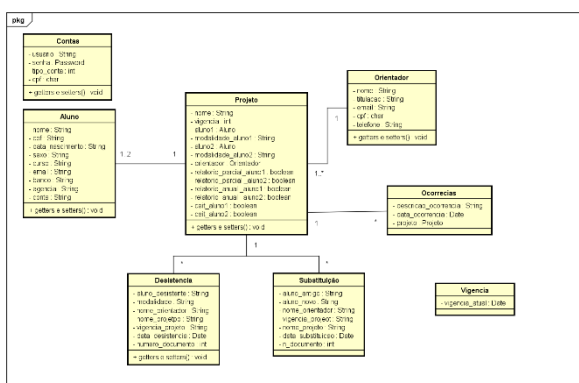 pkg
Contas
- usuario : String
- senha : Password
- tipo_conta : int
- cpf : char
+ getters e setters() : void
Aluno
nome : String
- cpf : String
- data_nascimento : String
- sexo : String
- curso : String
- email : String
- banco : String
- agencia : String
- conta : String
+ getters e setters() : void
1..2
1
Projeto
- nome : String
- vigencia : int
- aluno1 : Aluno
- modalidade_aluno1 : String
- aluno2 : Aluno
- modalidade_aluno2 : String
- orientador : Orientador
- relatorio_parcial_aluno1 : boolean
- relatorio_parcial_aluno2 : boolean
- relatorio_anual_aluno1 : boolean
- relatorio_anual_aluno2 : boolean
_aluno1 : boolean
_aluno2 : boolean
+ getters e setters() : void
Orientador
- nome : String
- titulacao : String
- email : String
- cpf : char
- telefone : String
+ getters e setters() : void
1
1..*
Ocorrecias
- descricao_ocorrencia : String
- data_ocorrencia : Date
- projeto : Projeto
1
*
1
*
*
Desistencia
- aluno_desistente : String
- modalidade : String
- nome_orientador : String
: String
- vigencia_projeto : String
- data_desistencia : Date
- numero_documento : int
+ getters e setters() : void
Substituição
- aluno_antigo : String
- aluno_novo : String
nome_orientador : String
: String
- nome_projeto : String
- data_substituicao : Date
- n_documento : int
Vigencia
- vigencia_atual : Date